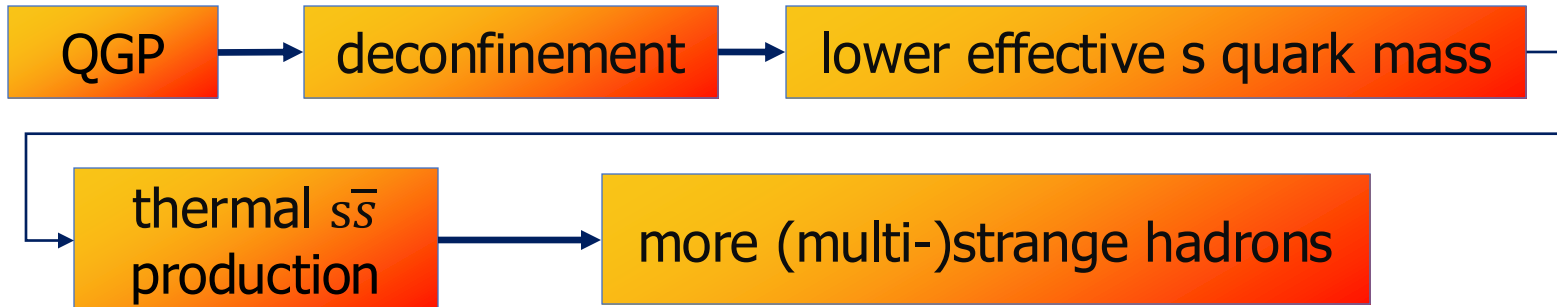 QGP
deconfinement
lower effective s quark mass
thermal ss̅
production
more (multi-)strange hadrons